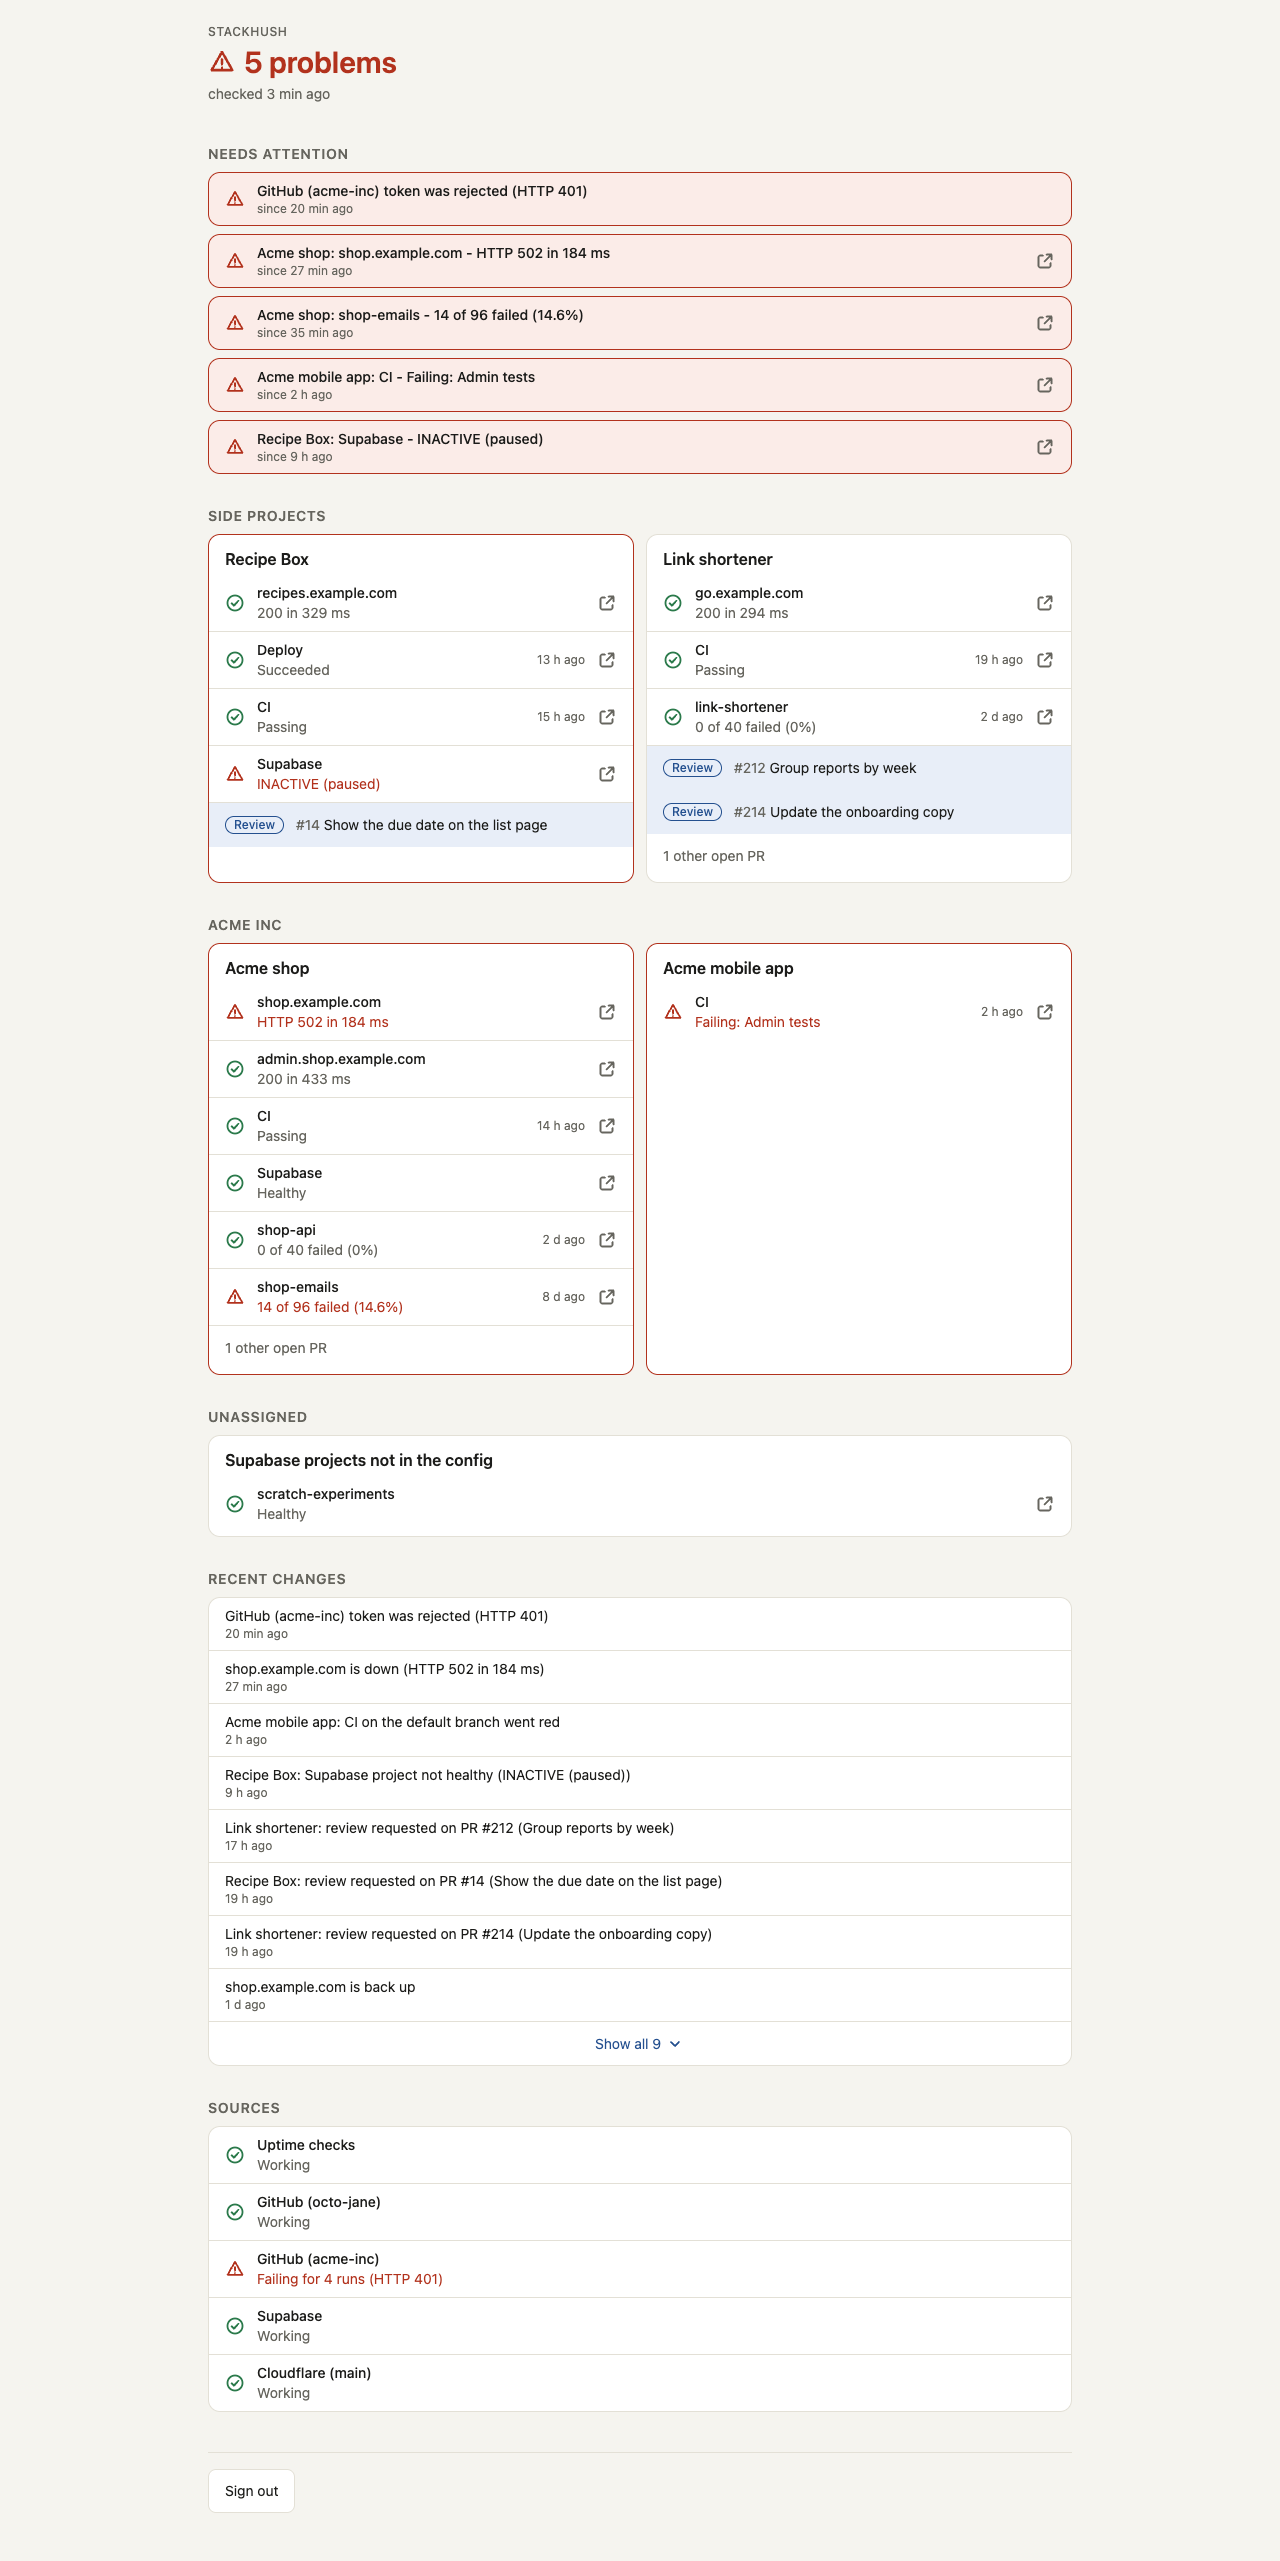 STACKHUSH
5 problems
checked 3 min ago
NEEDS ATTENTION
GitHub (acme-inc) token was rejected (HTTP 401)
since 20 min ago
Acme shop: shop.example.com - HTTP 502 in 184 ms
since 27 min ago
Acme shop: shop-emails - 14 of 96 failed (14.6%)
since 35 min ago
Acme mobile app: CI - Failing: Admin tests
since 2 h ago
Recipe Box: Supabase - INACTIVE (paused)
since 9 h ago
SIDE PROJECTS
Recipe Box
recipes.example.com
200 in 329 ms
Deploy
Succeeded
13 h ago
CI
Passing
15 h ago
Supabase
INACTIVE (paused)
Review #14 Show the due date on the list page
Link shortener
go.example.com
200 in 294 ms
CI
Passing
19 h ago
link-shortener
0 of 40 failed (0%)
2 d ago
Review #212 Group reports by week
Review #214 Update the onboarding copy
1 other open PR
ACME INC
Acme shop
shop.example.com
HTTP 502 in 184 ms
admin.shop.example.com
200 in 433 ms
CI
Passing
14 h ago
Supabase
Healthy
shop-api
0 of 40 failed (0%)
2 d ago
shop-emails
14 of 96 failed (14.6%)
8 d ago
1 other open PR
Acme mobile app
CI
Failing: Admin tests
2 h ago
UNASSIGNED
Supabase projects not in the config
scratch-experiments
Healthy
RECENT CHANGES
GitHub (acme-inc) token was rejected (HTTP 401)
20 min ago
shop.example.com is down (HTTP 502 in 184 ms)
27 min ago
Acme mobile app: CI on the default branch went red
2 h ago
Recipe Box: Supabase project not healthy (INACTIVE (paused))
9 h ago
Link shortener: review requested on PR #212 (Group reports by week)
17 h ago
Recipe Box: review requested on PR #14 (Show the due date on the list page)
19 h ago
Link shortener: review requested on PR #214 (Update the onboarding copy)
19 h ago
shop.example.com is back up
1 d ago
Show all 9
SOURCES
Uptime checks
Working
GitHub (octo-jane)
Working
GitHub (acme-inc)
Failing for 4 runs (HTTP 401)
Supabase
Working
Cloudflare (main)
Working
Sign out